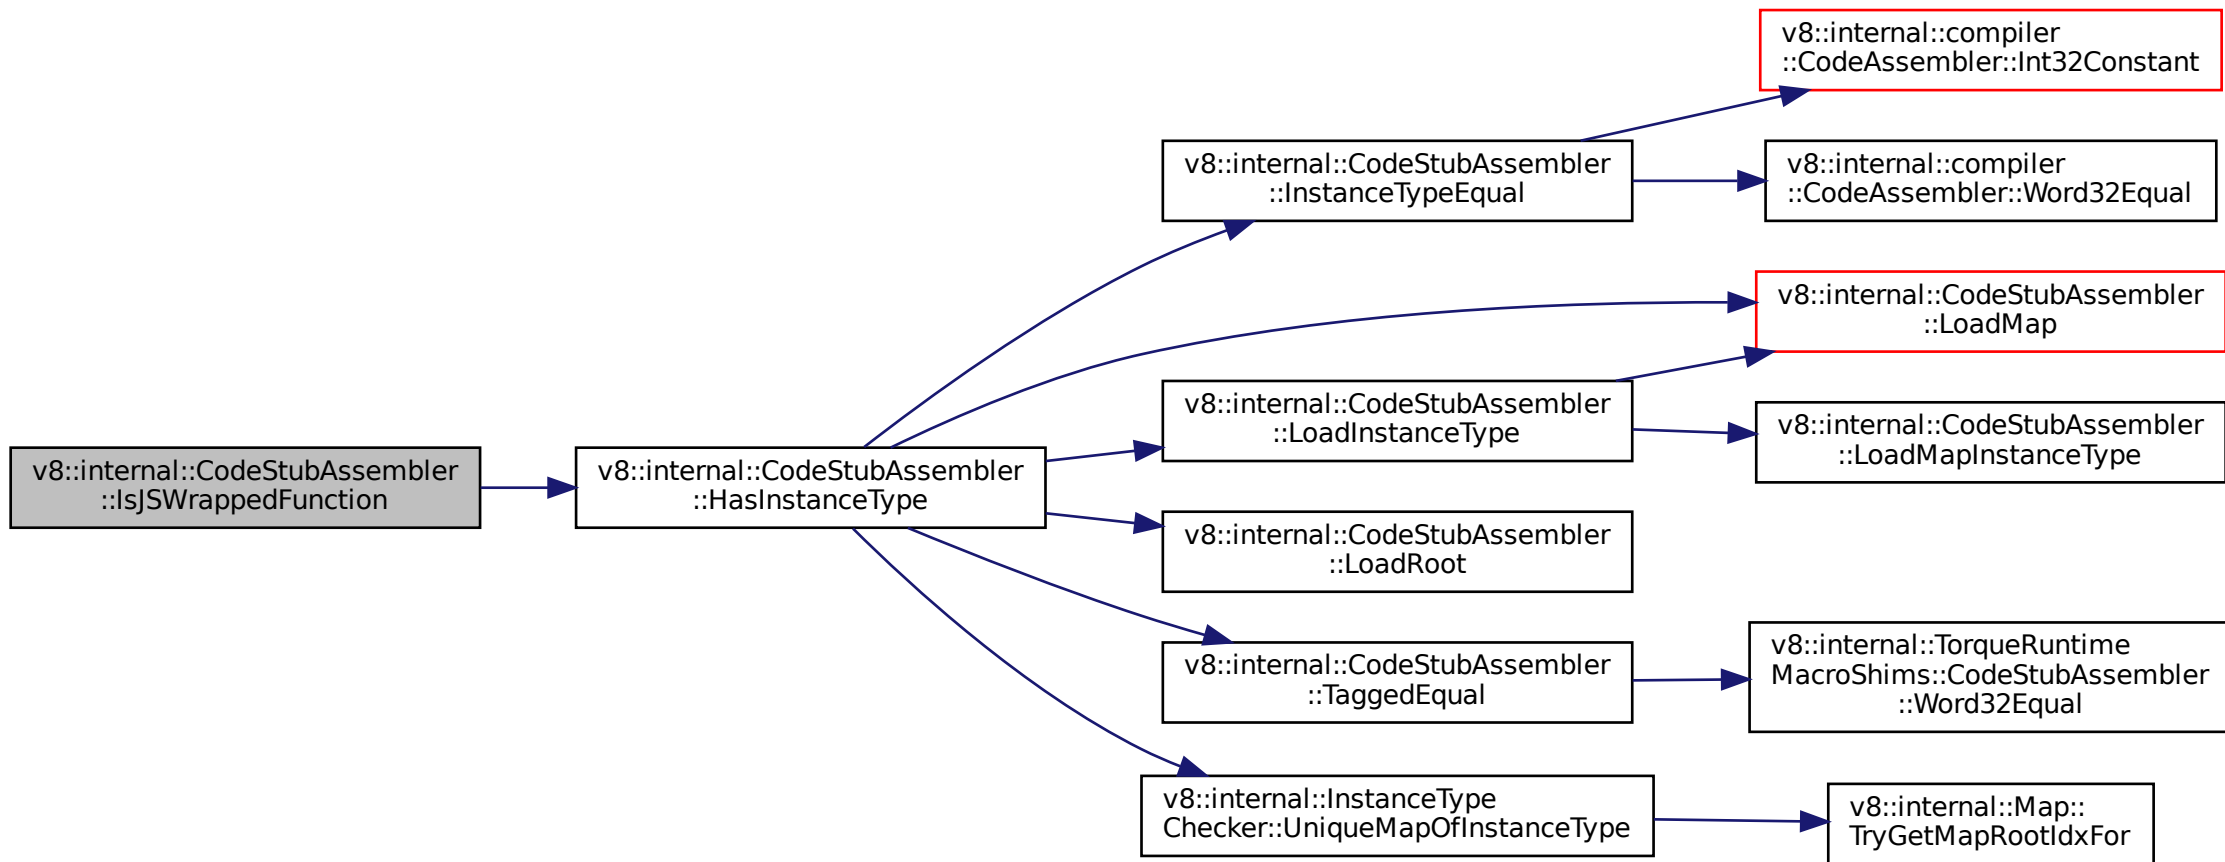 v8::internal::CodeStubAssembler
::IsJSWrappedFunction
v8::internal::CodeStubAssembler
::HasInstanceType
v8::internal::CodeStubAssembler
::InstanceTypeEqual
v8::internal::compiler
::CodeAssembler::Int32Constant
v8::internal::compiler
::CodeAssembler::Word32Equal
v8::internal::CodeStubAssembler
::LoadMap
v8::internal::CodeStubAssembler
::LoadInstanceType
v8::internal::CodeStubAssembler
::LoadMapInstanceType
v8::internal::CodeStubAssembler
::LoadRoot
v8::internal::CodeStubAssembler
::TaggedEqual
v8::internal::TorqueRuntime
MacroShims::CodeStubAssembler
::Word32Equal
v8::internal::InstanceType
Checker::UniqueMapOfInstanceType
v8::internal::Map::
TryGetMapRootIdxFor